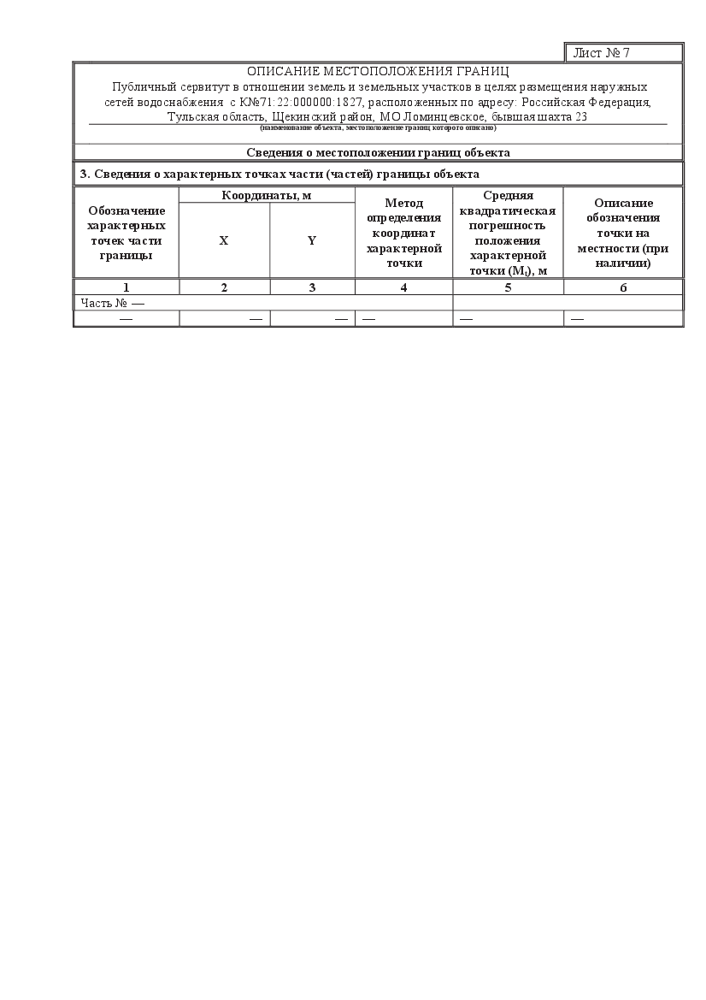 Лист № 7
ОПИСАНИЕ МЕСТОПОЛОЖЕНИЯ ГРАНИЦ
Публичный сервитут в отношении земель и земельных участков в целях размещения наружных
сетей водоснабжения с К№71:22:000000:1827, расположенных по адресу: Российская Федерация,
Тульская область, Щекинский район, МО Ломинцевское, бывшая шахта 23
(наименование объекта, местоположение границ которого описано)
Сведения о местоположении границ объекта
3. Сведения о характерных точках части (частей) границы объекта
Обозначение
характерных
точек части
границы
Координаты, м
X
Y
Метод
определения
координат
характерной
точки
Средняя
квадратическая
погрешность
положения
характерной
точки (Mt), м
Описание
обозначения
точки на
местности (при
наличии)
1 2 3 4 5 6
Часть № —
— — — — — —